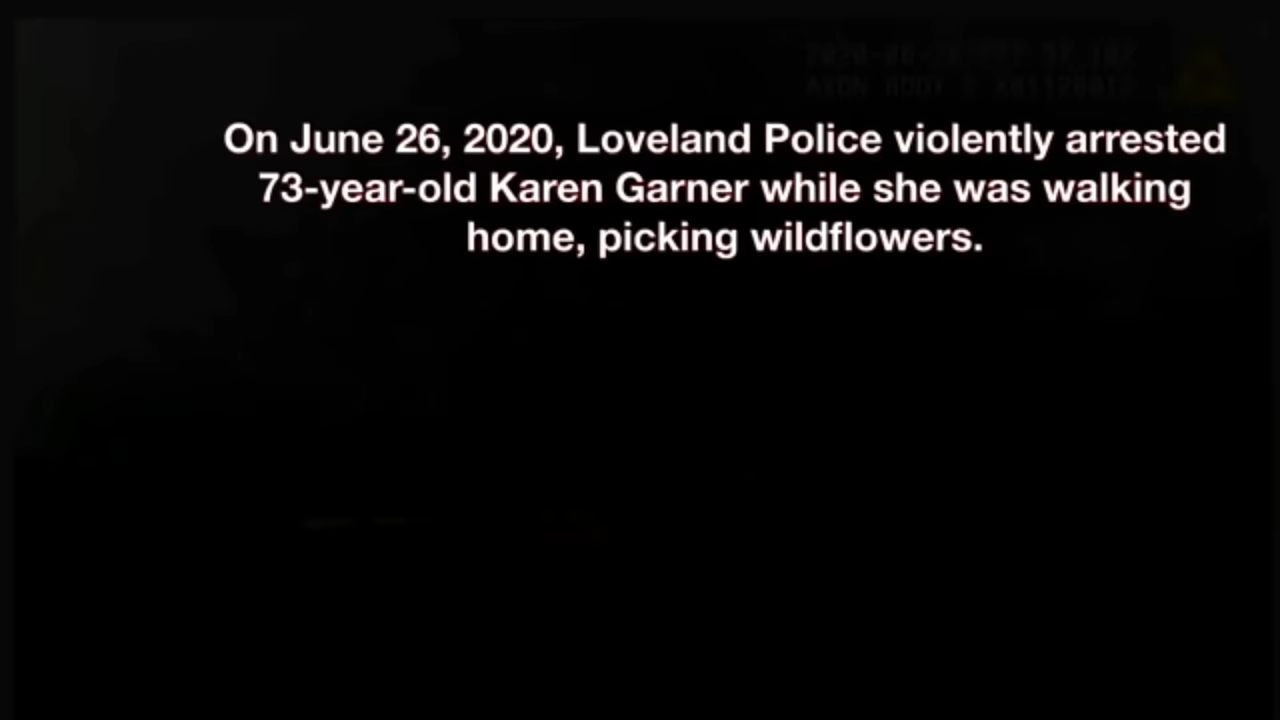 On June 26, 2020, Loveland Police violently arrested
73-year-old Karen Garner while she was walking
home, picking wildflowers.